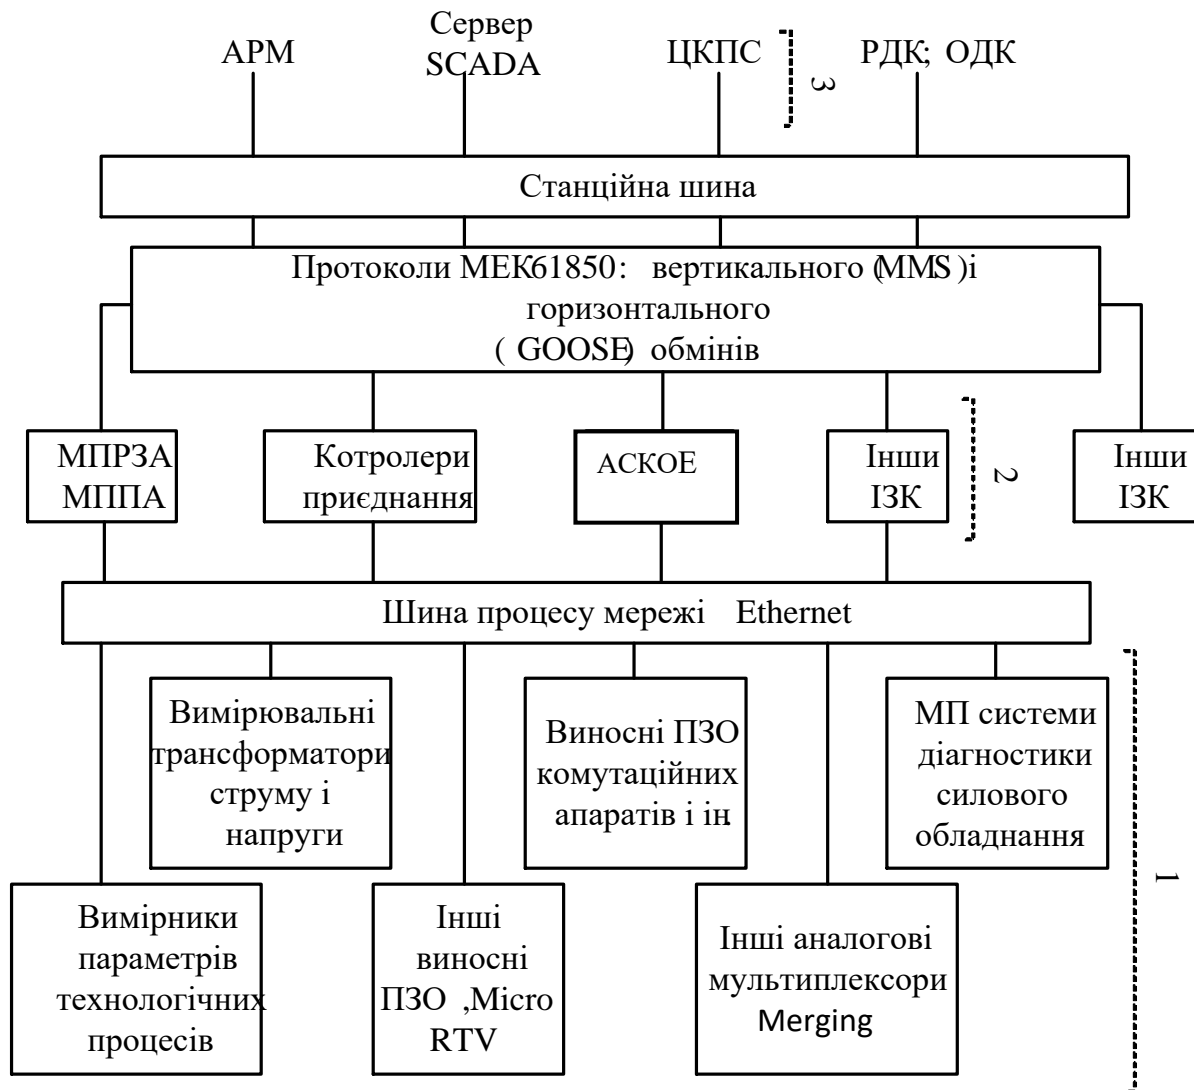 АРМ
Сервер
SCADA
ЦКПС
РДК; ОДК
3
Станційна шина
Протоколи МЕК61850: вертикального (MMS )і
горизонтального
( GOOSE) обмінів
МПРЗА
МППА
Котролери
приєднання
АСКОЕ
Інши
ІЗК
2
Інши
ІЗК
Шина процесу мережі Ethernet
Вимірювальні
трансформатори
струму і
напруги
Виносні ПЗО
комутаційних
апаратів і ін.
МП системи
діагностики
силового
обладнання
1
Вимірники
параметрів
технологічних
процесів
Інші
виносні
ПЗО ,Micro
RTV
Інші аналогові
мультиплексори
Merging